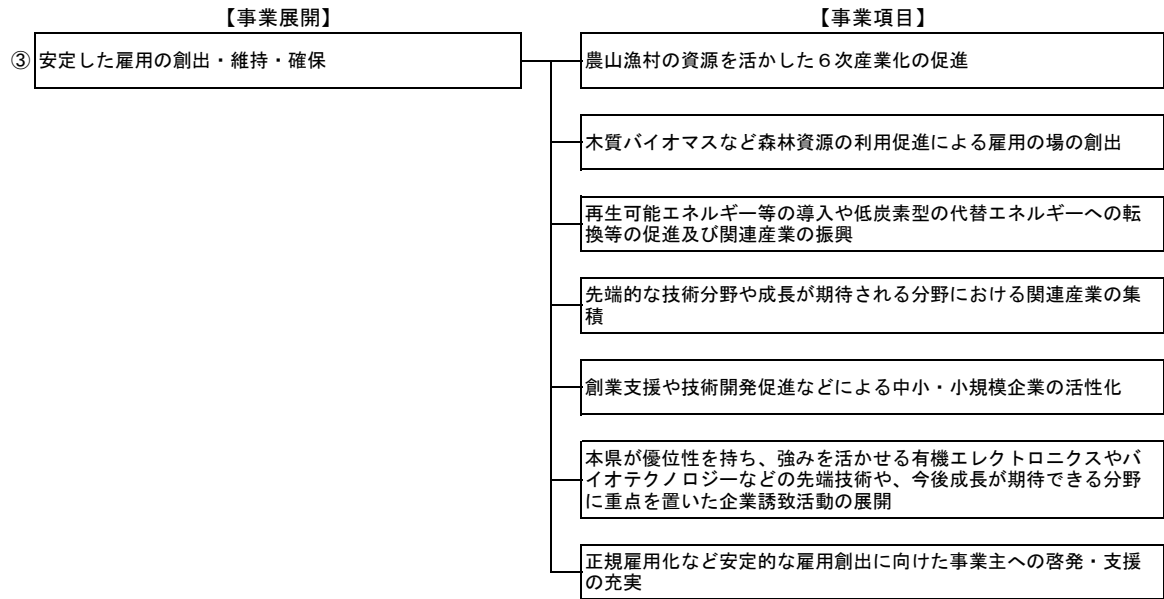 【事業展開】
【事業項目】
③ 安定した雇用の創出・維持・確保
農山漁村の資源を活かした６次産業化の促進
木質バイオマスなど森林資源の利用促進による雇用の場の創出
再生可能エネルギー等の導入や低炭素型の代替エネルギーへの転
換等の促進及び関連産業の振興
先端的な技術分野や成長が期待される分野における関連産業の集
積
創業支援や技術開発促進などによる中小・小規模企業の活性化
本県が優位性を持ち、強みを活かせる有機エレクトロニクスやバ
イオテクノロジーなどの先端技術や、今後成長が期待できる分野
に重点を置いた企業誘致活動の展開
正規雇用化など安定的な雇用創出に向けた事業主への啓発・支援
の充実